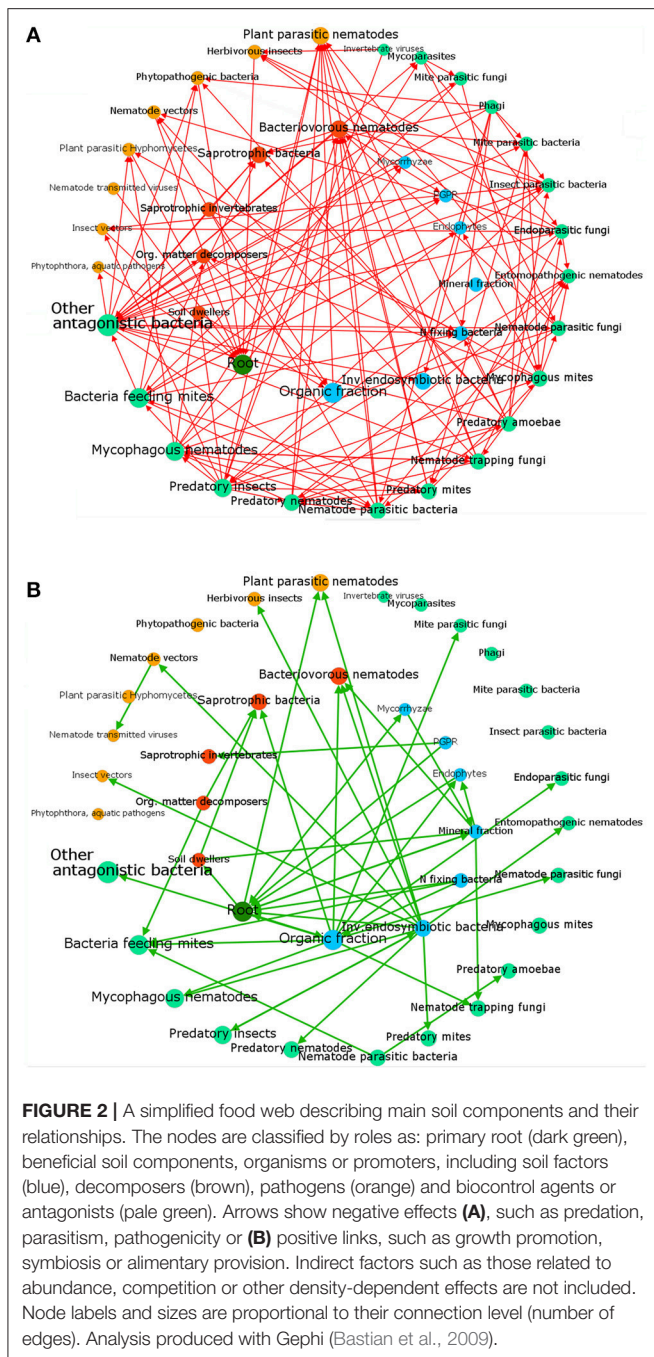 A
Plant parasitic nematodes
Herbivorous insects
Invertebrate viruses
Mycoparasites
Phytopathogenic bacteria
Mite parasitic fungi
Nematode vectors
Bacteriovorous nematodes
Phagi
Plant parasitic Hyphomycetes
Saprotrophic bacteria
Mycorrhyzae
Mite parasitic bacteria
Nematode transmitted viruses
Saprotrophic invertebrates
PGPR
Insect parasitic bacteria
Insect vectors
Endophytes
Endoparasitic fungi
Phytophthora, aquatic pathogens
Org. matter decomposers
Mineral fraction
Entomopathogenic nematodes
Other
antagonistic bacteria
Soil dwellers
N fixing bacteria
Nematode parasitic fungi
Root
Bacteria feeding mites
Organic fraction
Inv.endosymbiotic bacteria
Mycophagous mites
Mycophagous nematodes
Predatory amoebae
Nematode trapping fungi
Predatory insects
Predatory mites
Predatory nematodes
Nematode parasitic bacteria
B
Plant parasitic nematodes
Herbivorous insects
Invertebrate viruses
Mycoparasites
Phytopathogenic bacteria
Mite parasitic fungi
Nematode vectors
Bacteriovorous nematodes
Phagi
Plant parasitic Hyphomycetes
Saprotrophic bacteria
Mycorrhyzae
Mite parasitic bacteria
Nematode transmitted viruses
Saprotrophic invertebrates
PGPR
Insect parasitic bacteria
Insect vectors
Endophytes
Endoparasitic fungi
Phytophthora, aquatic pathogens
Org. matter decomposers
Mineral fraction
Entomopathogenic nematodes
Other
antagonistic bacteria
Soil dwellers
N fixing bacteria
Nematode parasitic fungi
Root
Bacteria feeding mites
Organic fraction
Inv.endosymbiotic bacteria
Mycophagous mites
Mycophagous nematodes
Predatory amoebae
Nematode trapping fungi
Predatory insects
Predatory mites
Predatory nematodes
Nematode parasitic bacteria
FIGURE 2 | A simplified food web describing main soil components and their
relationships. The nodes are classified by roles as: primary root (dark green),
beneficial soil components, organisms or promoters, including soil factors
(blue), decomposers (brown), pathogens (orange) and biocontrol agents or
antagonists (pale green). Arrows show negative effects (A), such as predation,
parasitism, pathogenicity or (B) positive links, such as growth promotion,
symbiosis or alimentary provision. Indirect factors such as those related to
abundance, competition or other density-dependent effects are not included.
Node labels and sizes are proportional to their connection level (number of
edges). Analysis produced with Gephi (Bastian et al., 2009).